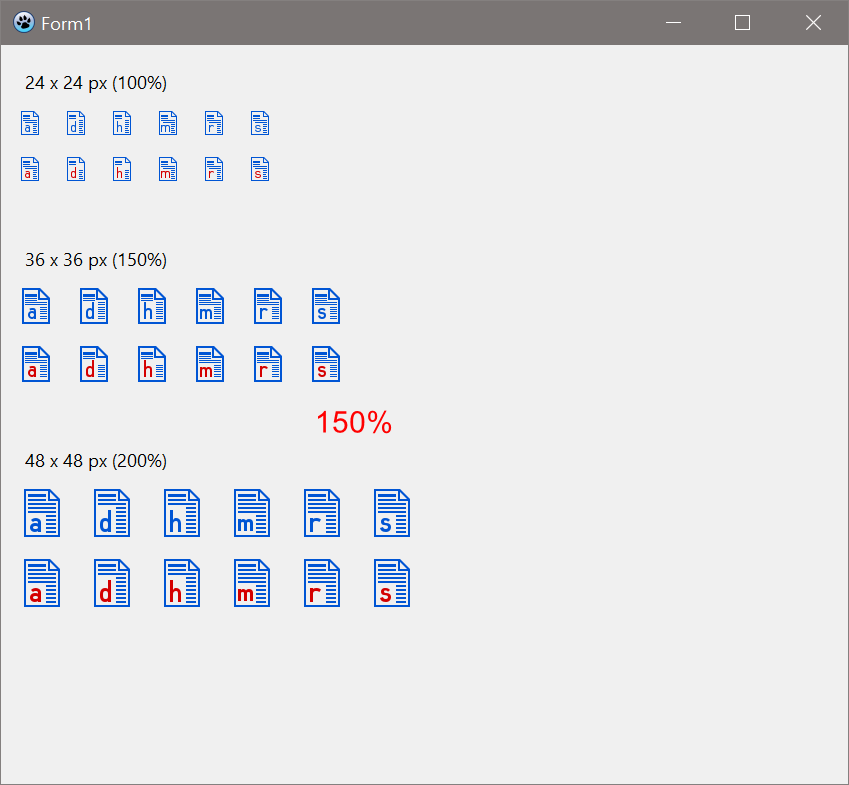 Form1
24 x 24 px (100%)
a d h m r s
a d h m r s
36 x 36 px (150%)
a d h m r s
a d h m r s
150%
48 x 48 px (200%)
a d h m r s
a d h m r s